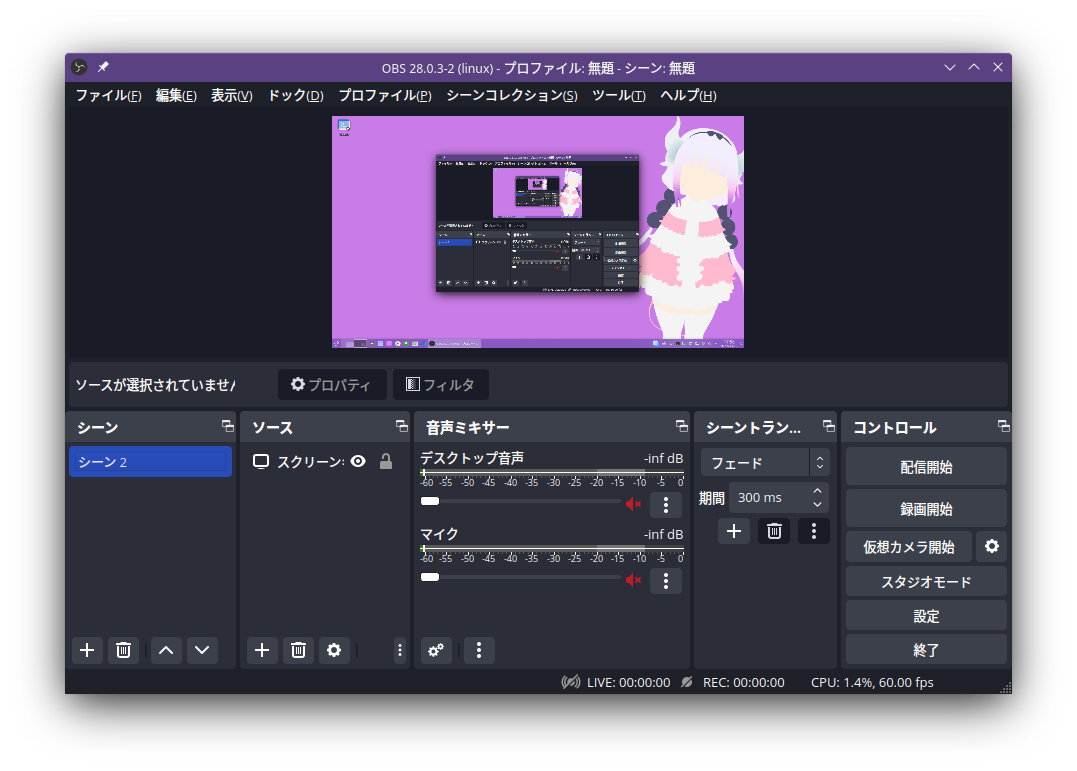 OBS 28.0.3-2 (linux) - プロファイル: 無題 - シーン: 無題
ファイル(F) 編集(E) 表示(V) ドック(D) プロファイル(P) シーンコレクション(S) ツール(T) ヘルプ(H)
ソースが選択されていません プロパティ フィルタ
シーン
シーン 2
ソース
スクリーン:
音声ミキサー
デスクトップ音声 -inf dB
-60 -55 -50 -45 -40 -35 -30 -25 -20 -15 -10 -5 0
マイク -inf dB
-60 -55 -50 -45 -40 -35 -30 -25 -20 -15 -10 -5 0
シーントラン...
フェード
期間 300 ms
コントロール
配信開始
録画開始
仮想カメラ開始
スタジオモード
設定
終了
LIVE: 00:00:00 REC: 00:00:00 CPU: 1.4%, 60.00 fps